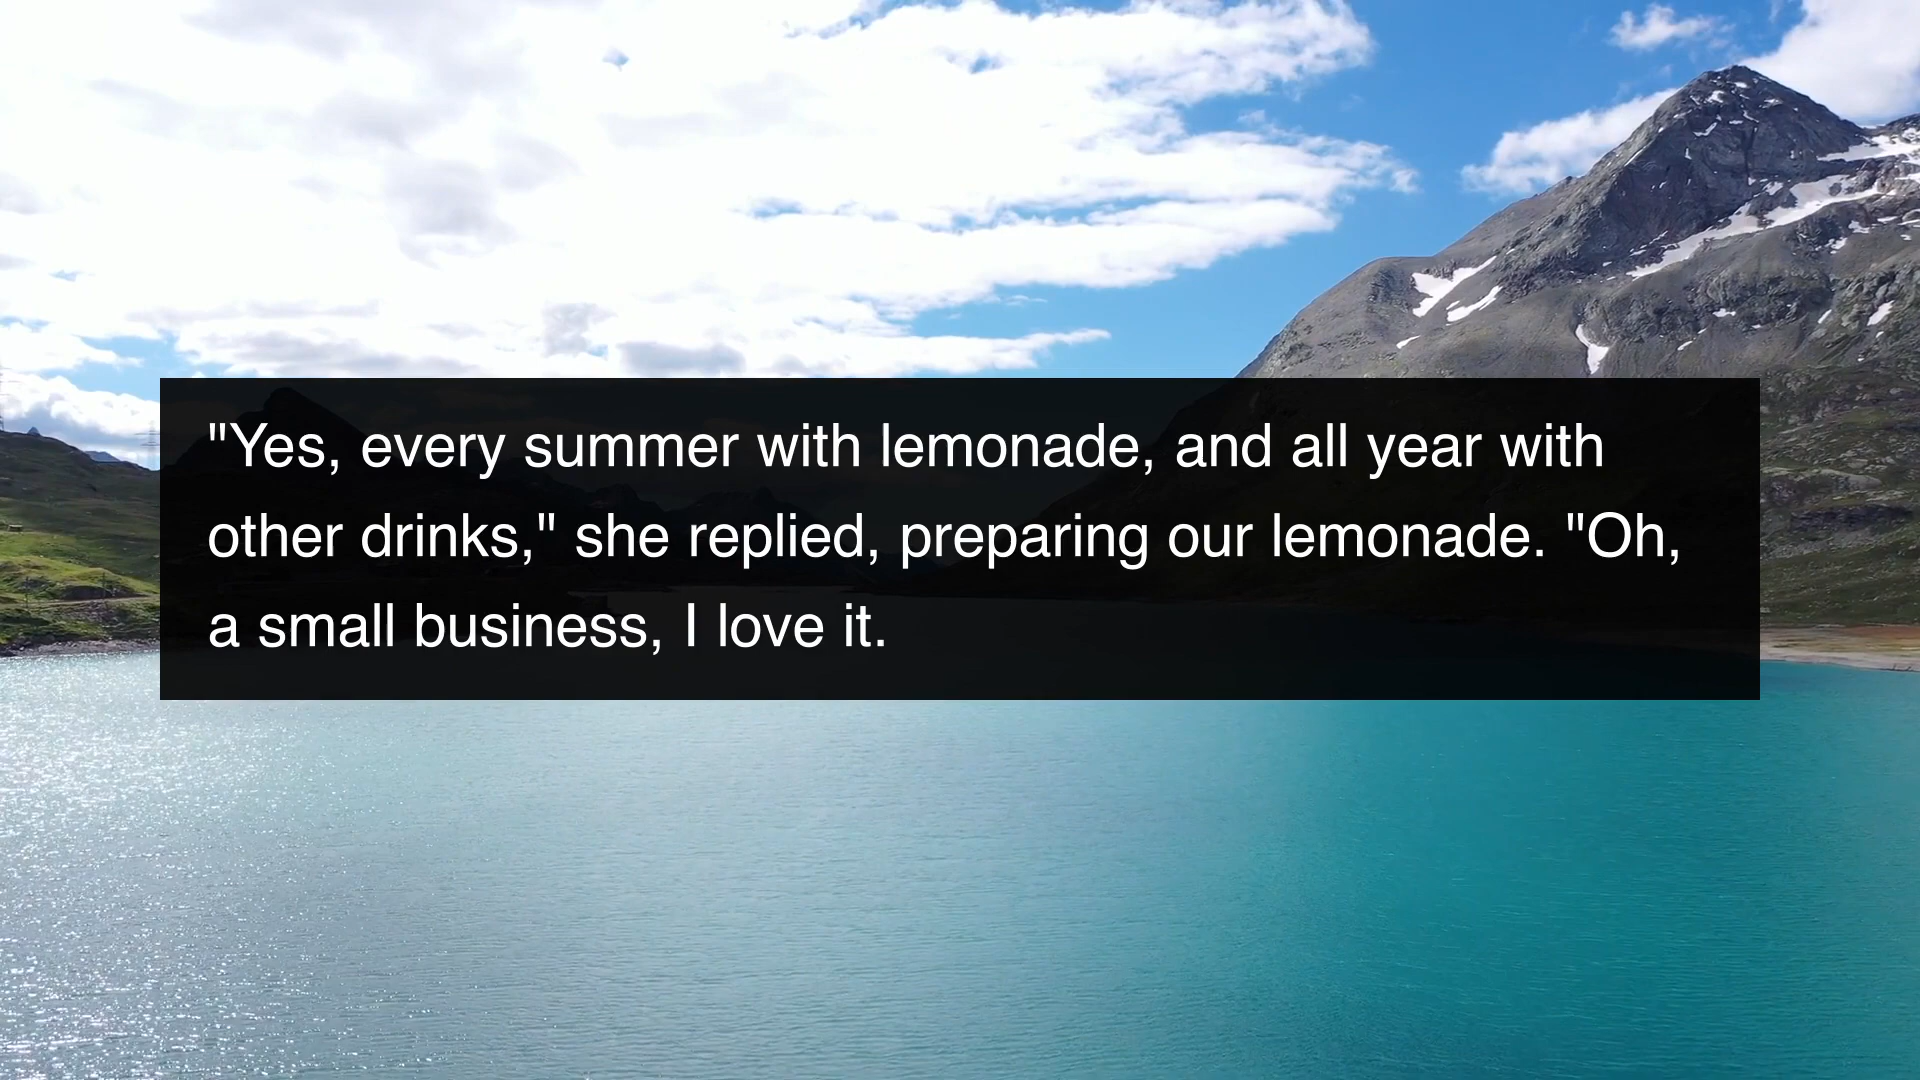 "Yes, every summer with lemonade, and all year with
other drinks," she replied, preparing our lemonade. "Oh,
a small business, I love it.